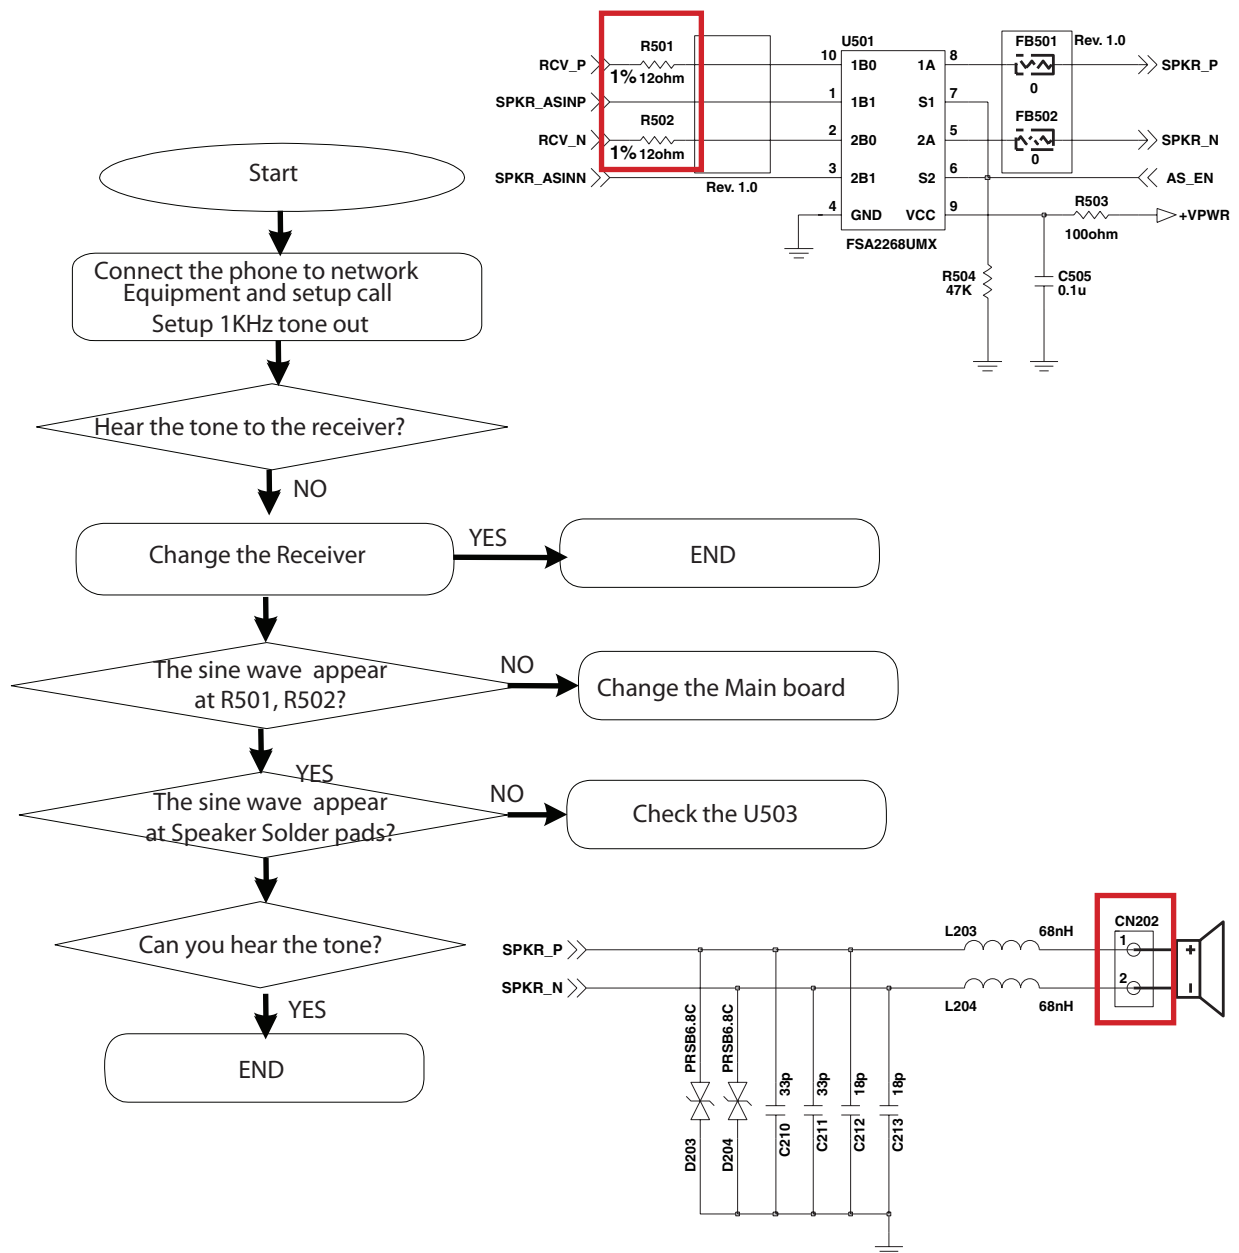 Start
Connect the phone to network
Equipment and setup call
Setup 1KHz tone out
Hear the tone to the receiver?
NO
Change the Receiver
YES
END
The sine wave appear
at R501, R502?
NO
Change the Main board
YES
The sine wave appear
at Speaker Solder pads?
NO
Check the U503
Can you hear the tone?
YES
END
RCV_P
R501
1% 12ohm
SPKR_ASINP
RCV_N
R502
1% 12ohm
SPKR_ASINN
Rev. 1.0
U501
10 1B0 1A 8
1 1B1 S1 7
2 2B0 2A 5
3 2B1 S2 6
4 GND VCC 9
FSA2268UMX
FB501
0
Rev. 1.0
SPKR_P
FB502
0
SPKR_N
AS_EN
R503
100ohm
+VPWR
R504
47K
C505
0.1u
SPKR_P
SPKR_N
L203 68nH
L204 68nH
CN202
1
2
+
-
PRSB6.8C
D203
PRSB6.8C
D204
33p
C210
33p
C211
18p
C212
18p
C213